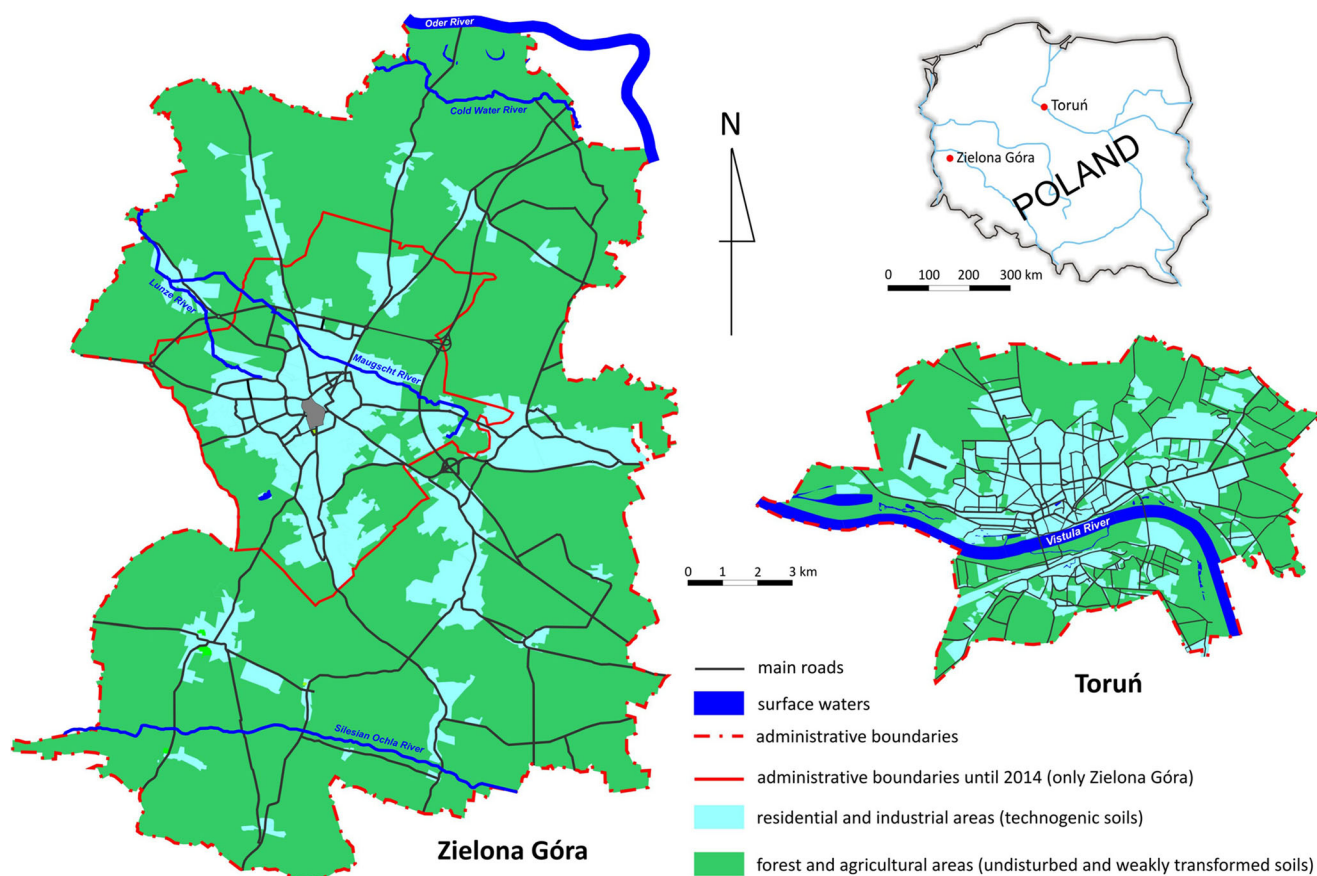 Oder River
Cold Water River
Lunze River
Maugscht River
Silesian Ochla River
Zielona Góra
N
Toruń
Zielona Góra
POLAND
0 100 200 300 km
Vistula River
0 1 2 3 km
Toruń
main roads
surface waters
administrative boundaries
administrative boundaries until 2014 (only Zielona Góra)
residential and industrial areas (technogenic soils)
forest and agricultural areas (undisturbed and weakly transformed soils)